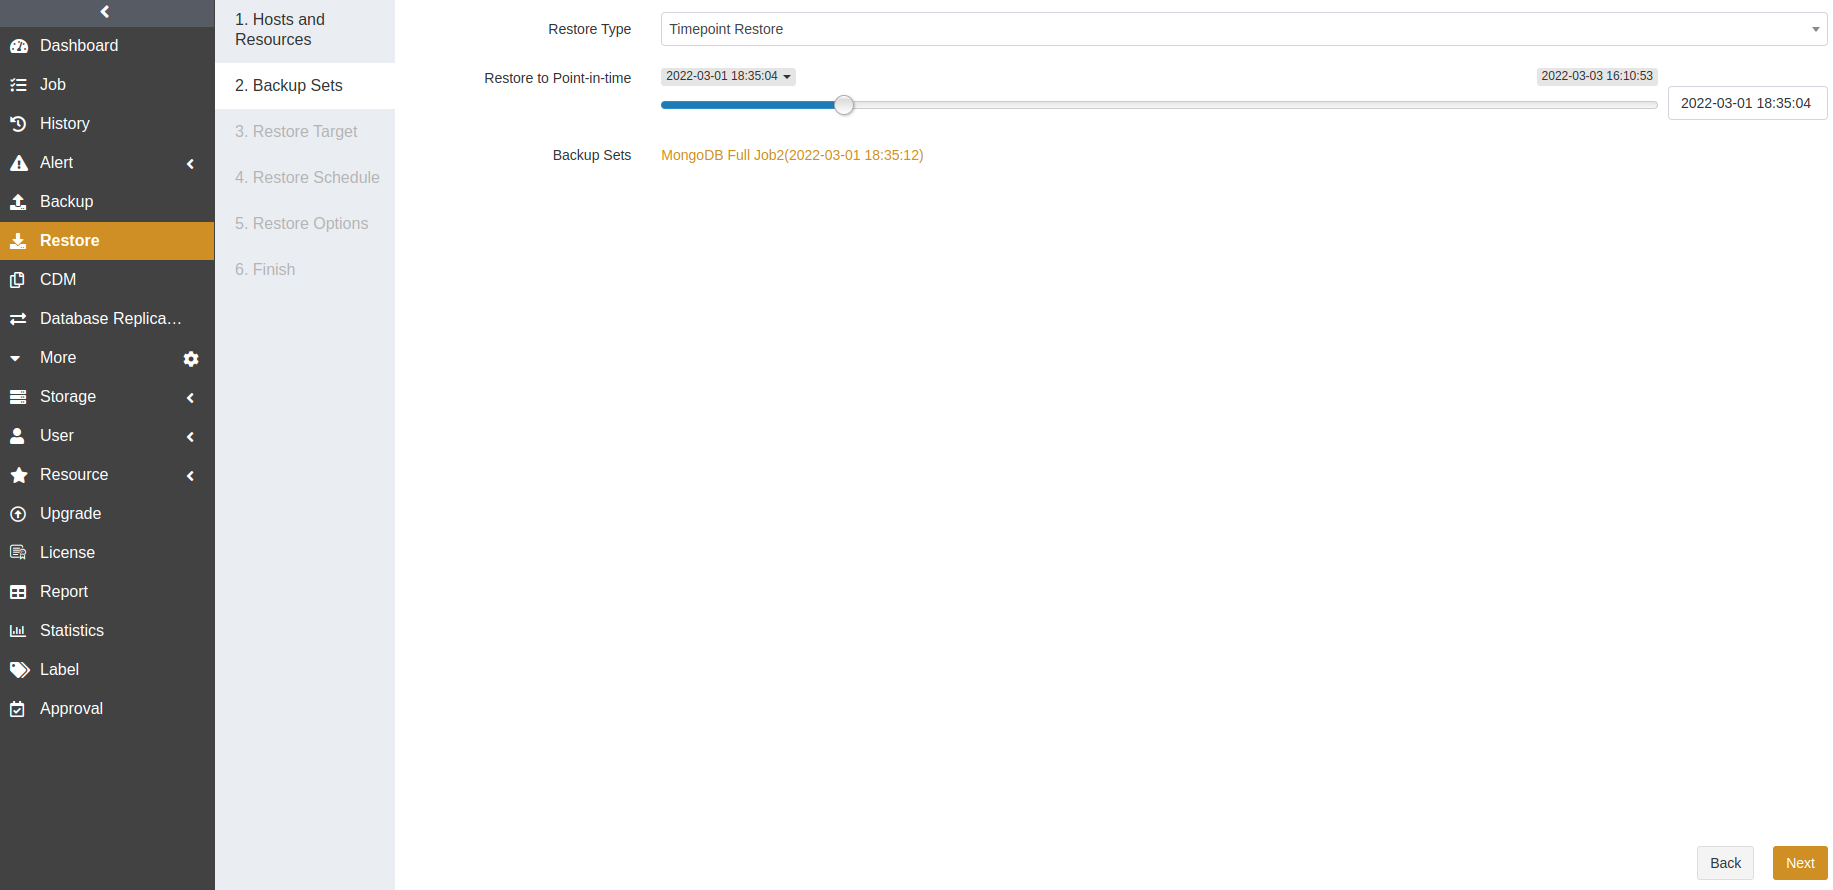 Dashboard
Job
History
Alert
Backup
Restore
CDM
Database Replica…
More
Storage
User
Resource
Upgrade
License
Report
Statistics
Label
Approval
1. Hosts and
Resources
2. Backup Sets
3. Restore Target
4. Restore Schedule
5. Restore Options
6. Finish
Restore Type
Timepoint Restore
Restore to Point-in-time
2022-03-01 18:35:04
2022-03-03 16:10:53
2022-03-01 18:35:04
Backup Sets
MongoDB Full Job2(2022-03-01 18:35:12)
Back
Next